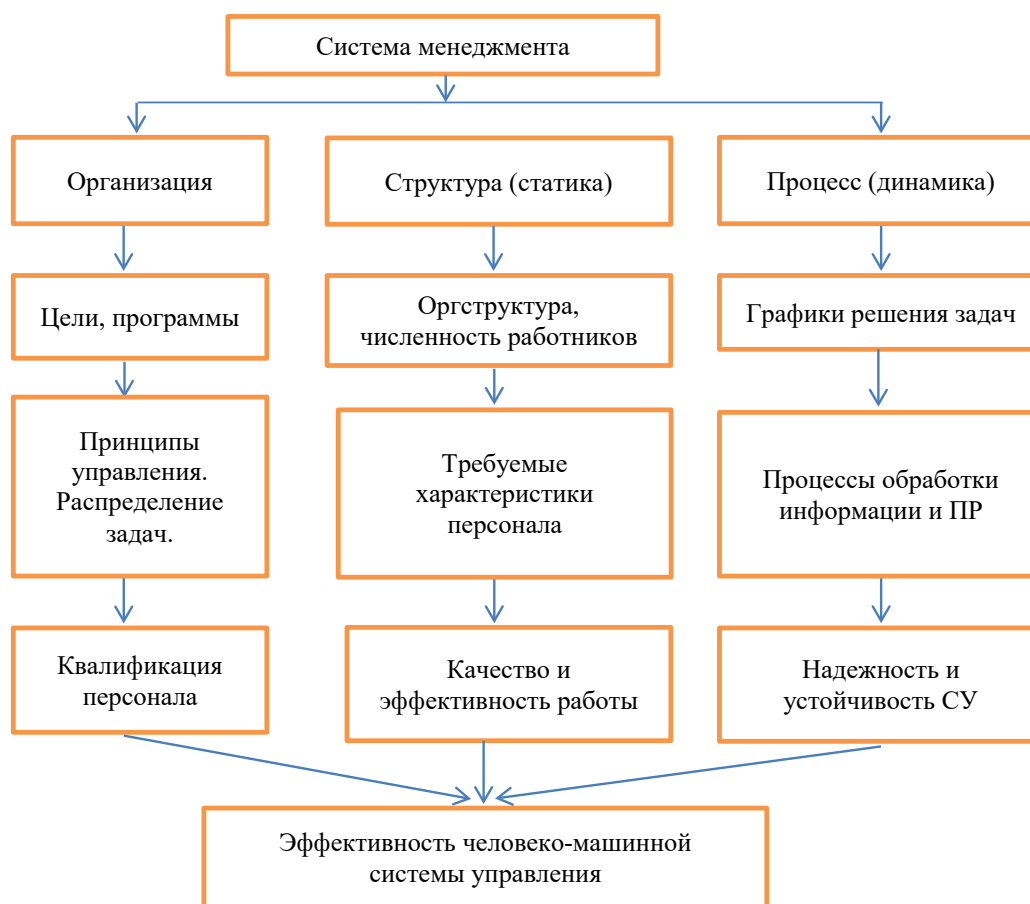 Система менеджмента
Организация
Структура (статика)
Процесс (динамика)
Цели, программы
Оргструктура,
численность работников
Графики решения задач
Принципы
управления.
Распределение
задач.
Требуемые
характеристики
персонала
Процессы обработки
информации и ПР
Квалификация
персонала
Качество и
эффективность работы
Надежность и
устойчивость СУ
Эффективность человеко-машинной
системы управления